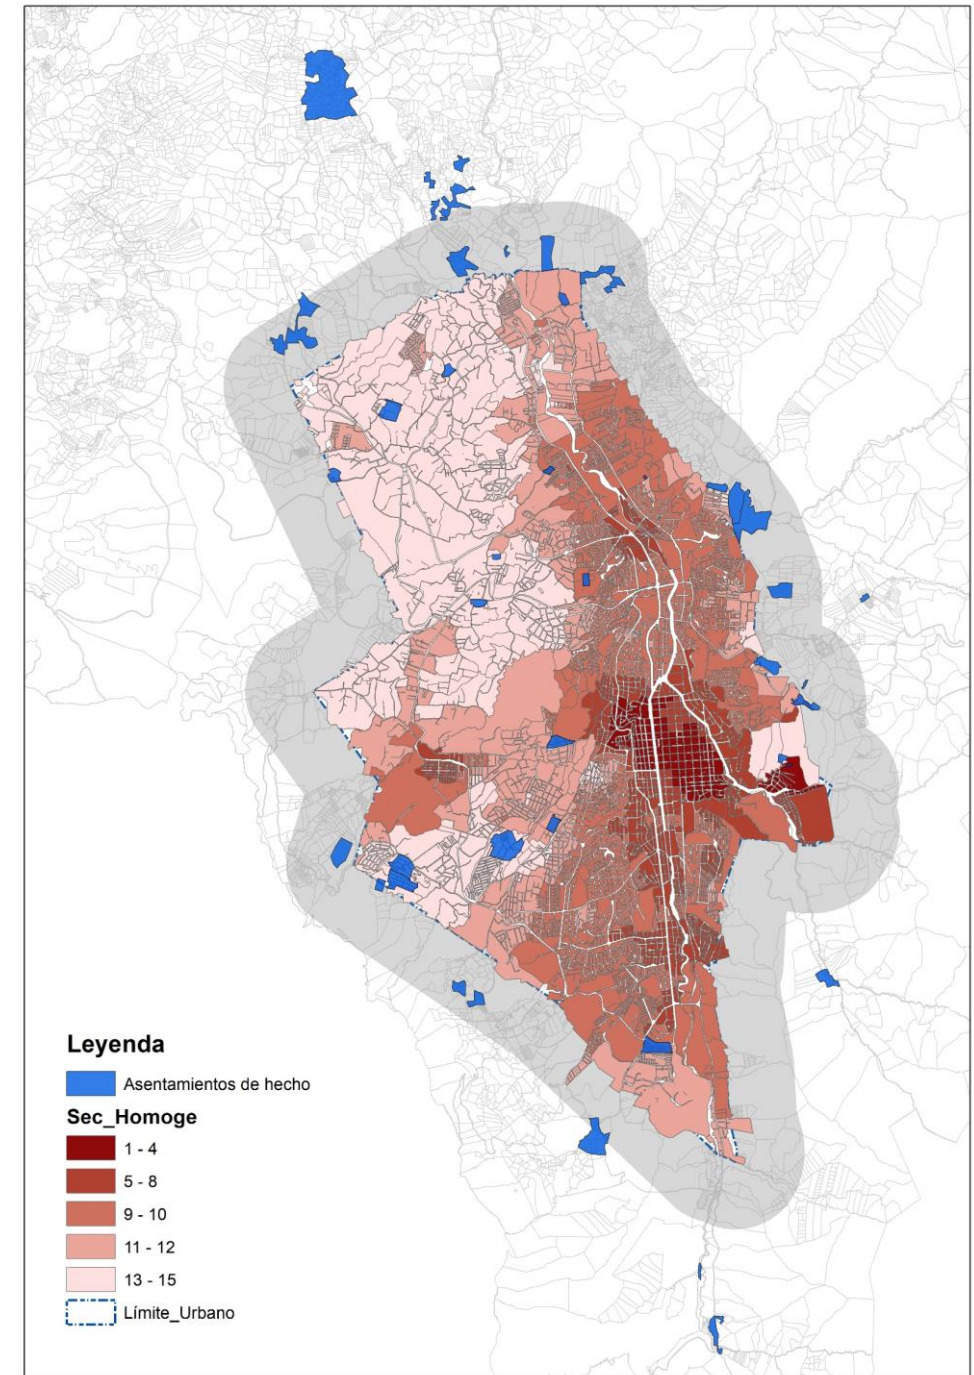 Leyenda
Asentamientos de hecho
Sec_Homoge
1 - 4
5 - 8
9 - 10
11 - 12
13 - 15
Límite_Urbano